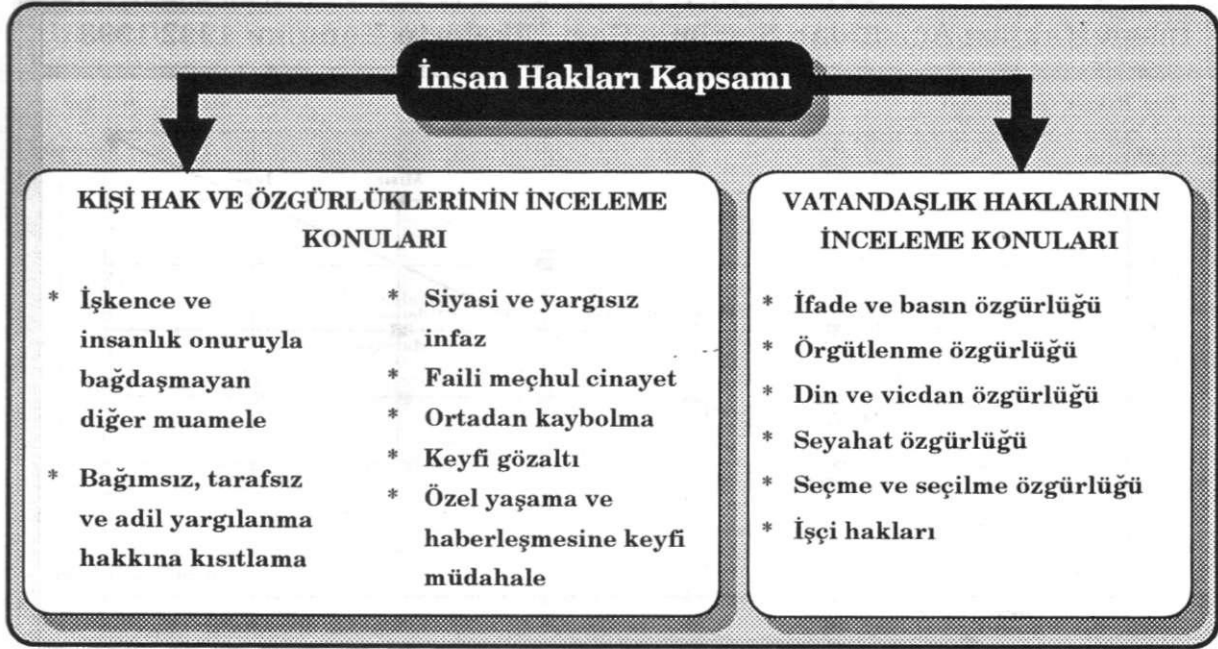 İnsan Hakları Kapsamı
KİŞİ HAK VE ÖZGÜRLÜKLERİNİN İNCELEME
KONULARI
* İşkence ve
insanlık onuruyla
bağdaşmayan
diğer muamele
* Bağımsız, tarafsız
ve adil yargılanma
hakkına kısıtlama
* Siyasi ve yargısız
infaz
* Faili meçhul cinayet
* Ortadan kaybolma
* Keyfi gözaltı
* Özel yaşama ve
haberleşmesine keyfi
müdahale
VATANDAŞLIK HAKLARININ
İNCELEME KONULARI
* İfade ve basın özgürlüğü
* Örgütlenme özgürlüğü
* Din ve vicdan özgürlüğü
* Seyahat özgürlüğü
* Seçme ve seçilme özgürlüğü
* İşçi hakları